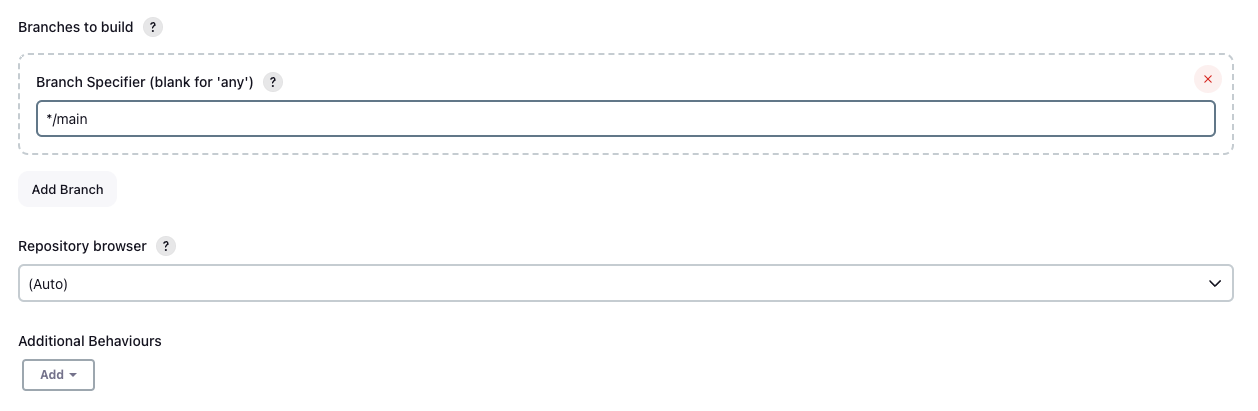 Branches to build ?
Branch Specifier (blank for 'any') ?
*/main
Add Branch
Repository browser ?
(Auto)
Additional Behaviours
Add